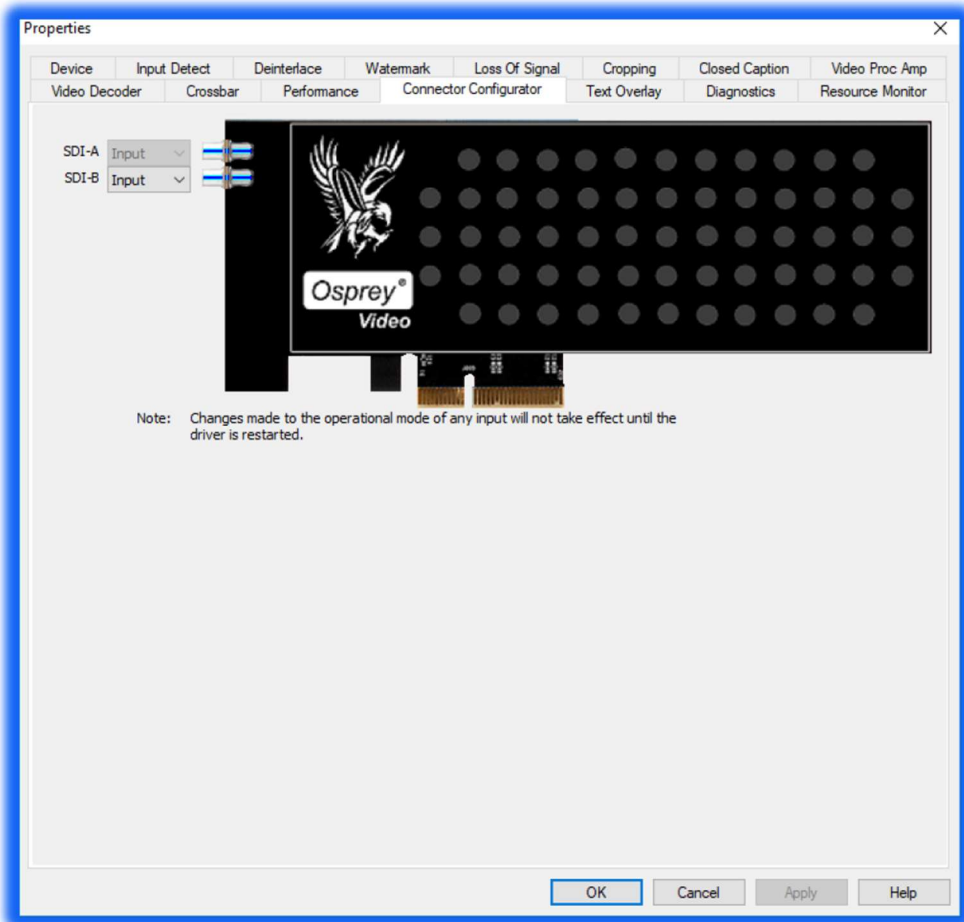 Properties
Device Input Detect Deinterlace Watermark Loss Of Signal Cropping Closed Caption Video Proc Amp
Video Decoder Crossbar Performance Connector Configurator Text Overlay Diagnostics Resource Monitor
SDI-A Input
SDI-B Input
Osprey®
Video
Note: Changes made to the operational mode of any input will not take effect until the
driver is restarted.
OK Cancel Apply Help